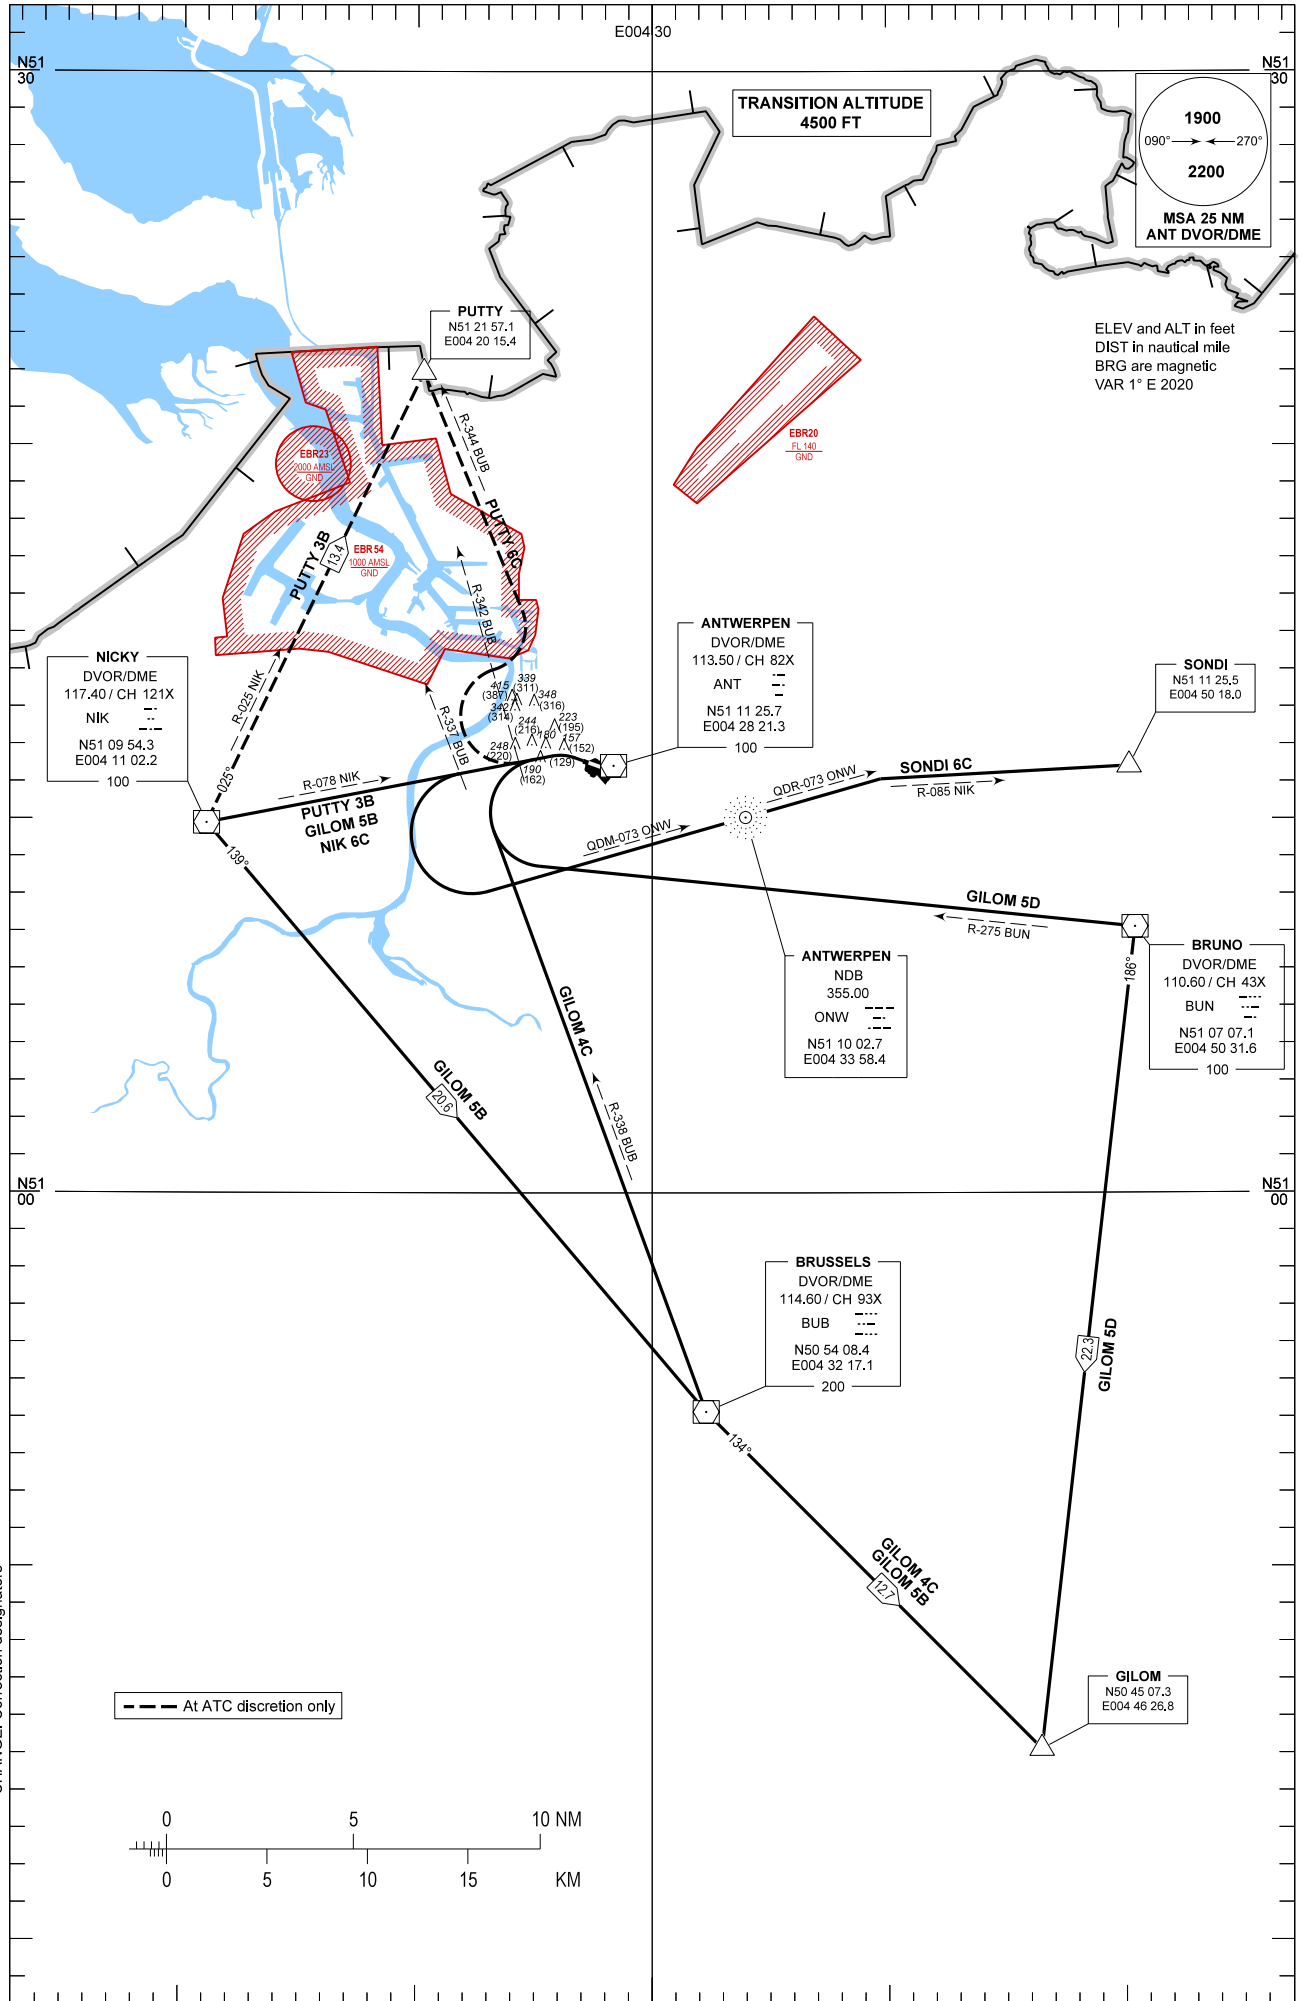 E004 30
N51
30
N51
30
TRANSITION ALTITUDE
4500 FT
1900
090°
270°
2200
MSA 25 NM
ANT DVOR/DME
PUTTY
N51 21 57.1
E004 20 15.4
ELEV and ALT in feet
DIST in nautical mile
BRG are magnetic
VAR 1° E 2020
R-344 BUB
EBR20
FL 140
GND
EBR23
2000 AMSL
GND
PUTTY 6C
PUTTY 3B
13.4
EBR 54
1000 AMSL
GND
R-342 BUB
ANTWERPEN
DVOR/DME
113.50 / CH 82X
ANT
N51 11 25.7
E004 28 21.3
100
NICKY
DVOR/DME
117.40 / CH 121X
NIK
N51 09 54.3
E004 11 02.2
100
SONDI
N51 11 25.5
E004 50 18.0
R-025 NIK
025°
R-337 BUB
415
(387)
339
(311)
348
(316)
342
(314)
244
(216)
223
(195)
180
157
(152)
248
(220)
(129)
190
(162)
R-078 NIK
PUTTY 3B
GILOM 5B
NIK 6C
QDR-073 ONW
SONDI 6C
R-085 NIK
QDM-073 ONW
139°
GILOM 5D
R-275 BUN
ANTWERPEN
NDB
355.00
ONW
N51 10 02.7
E004 33 58.4
BRUNO
DVOR/DME
110.60 / CH 43X
BUN
N51 07 07.1
E004 50 31.6
100
186°
GILOM 4C
GILOM 5B
20.6
R-338 BUB
N51
00
N51
00
BRUSSELS
DVOR/DME
114.60 / CH 93X
BUB
N50 54 08.4
E004 32 17.1
200
22.3
GILOM 5D
134°
GILOM 4C
GILOM 5B
12.7
GILOM
N50 45 07.3
E004 46 26.8
At ATC discretion only
0 5 10 NM
0 5 10 15 KM